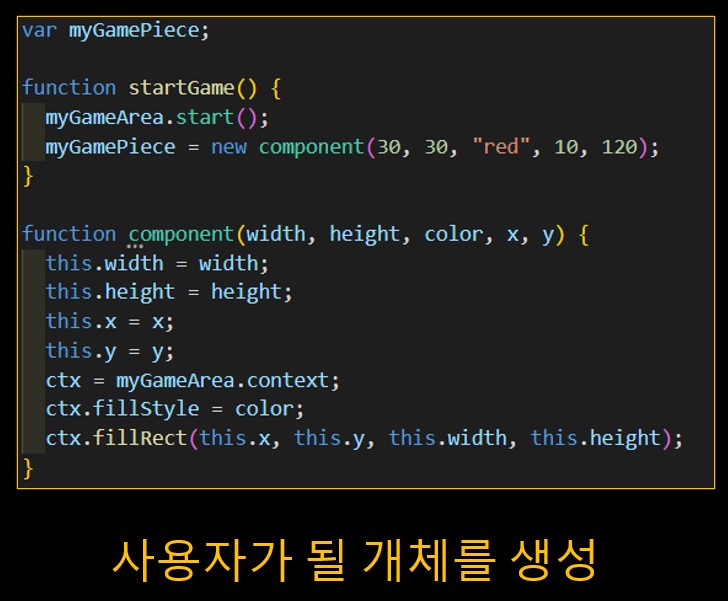 var myGamePiece;
function startGame() {
myGameArea.start();
myGamePiece = new component(30, 30, "red", 10, 120);
}
function component(width, height, color, x, y) {
this.width = width;
this.height = height;
this.x = x;
this.y = y;
ctx = myGameArea.context;
ctx.fillStyle = color;
ctx.fillRect(this.x, this.y, this.width, this.height);
}
사용자가 될 개체를 생성